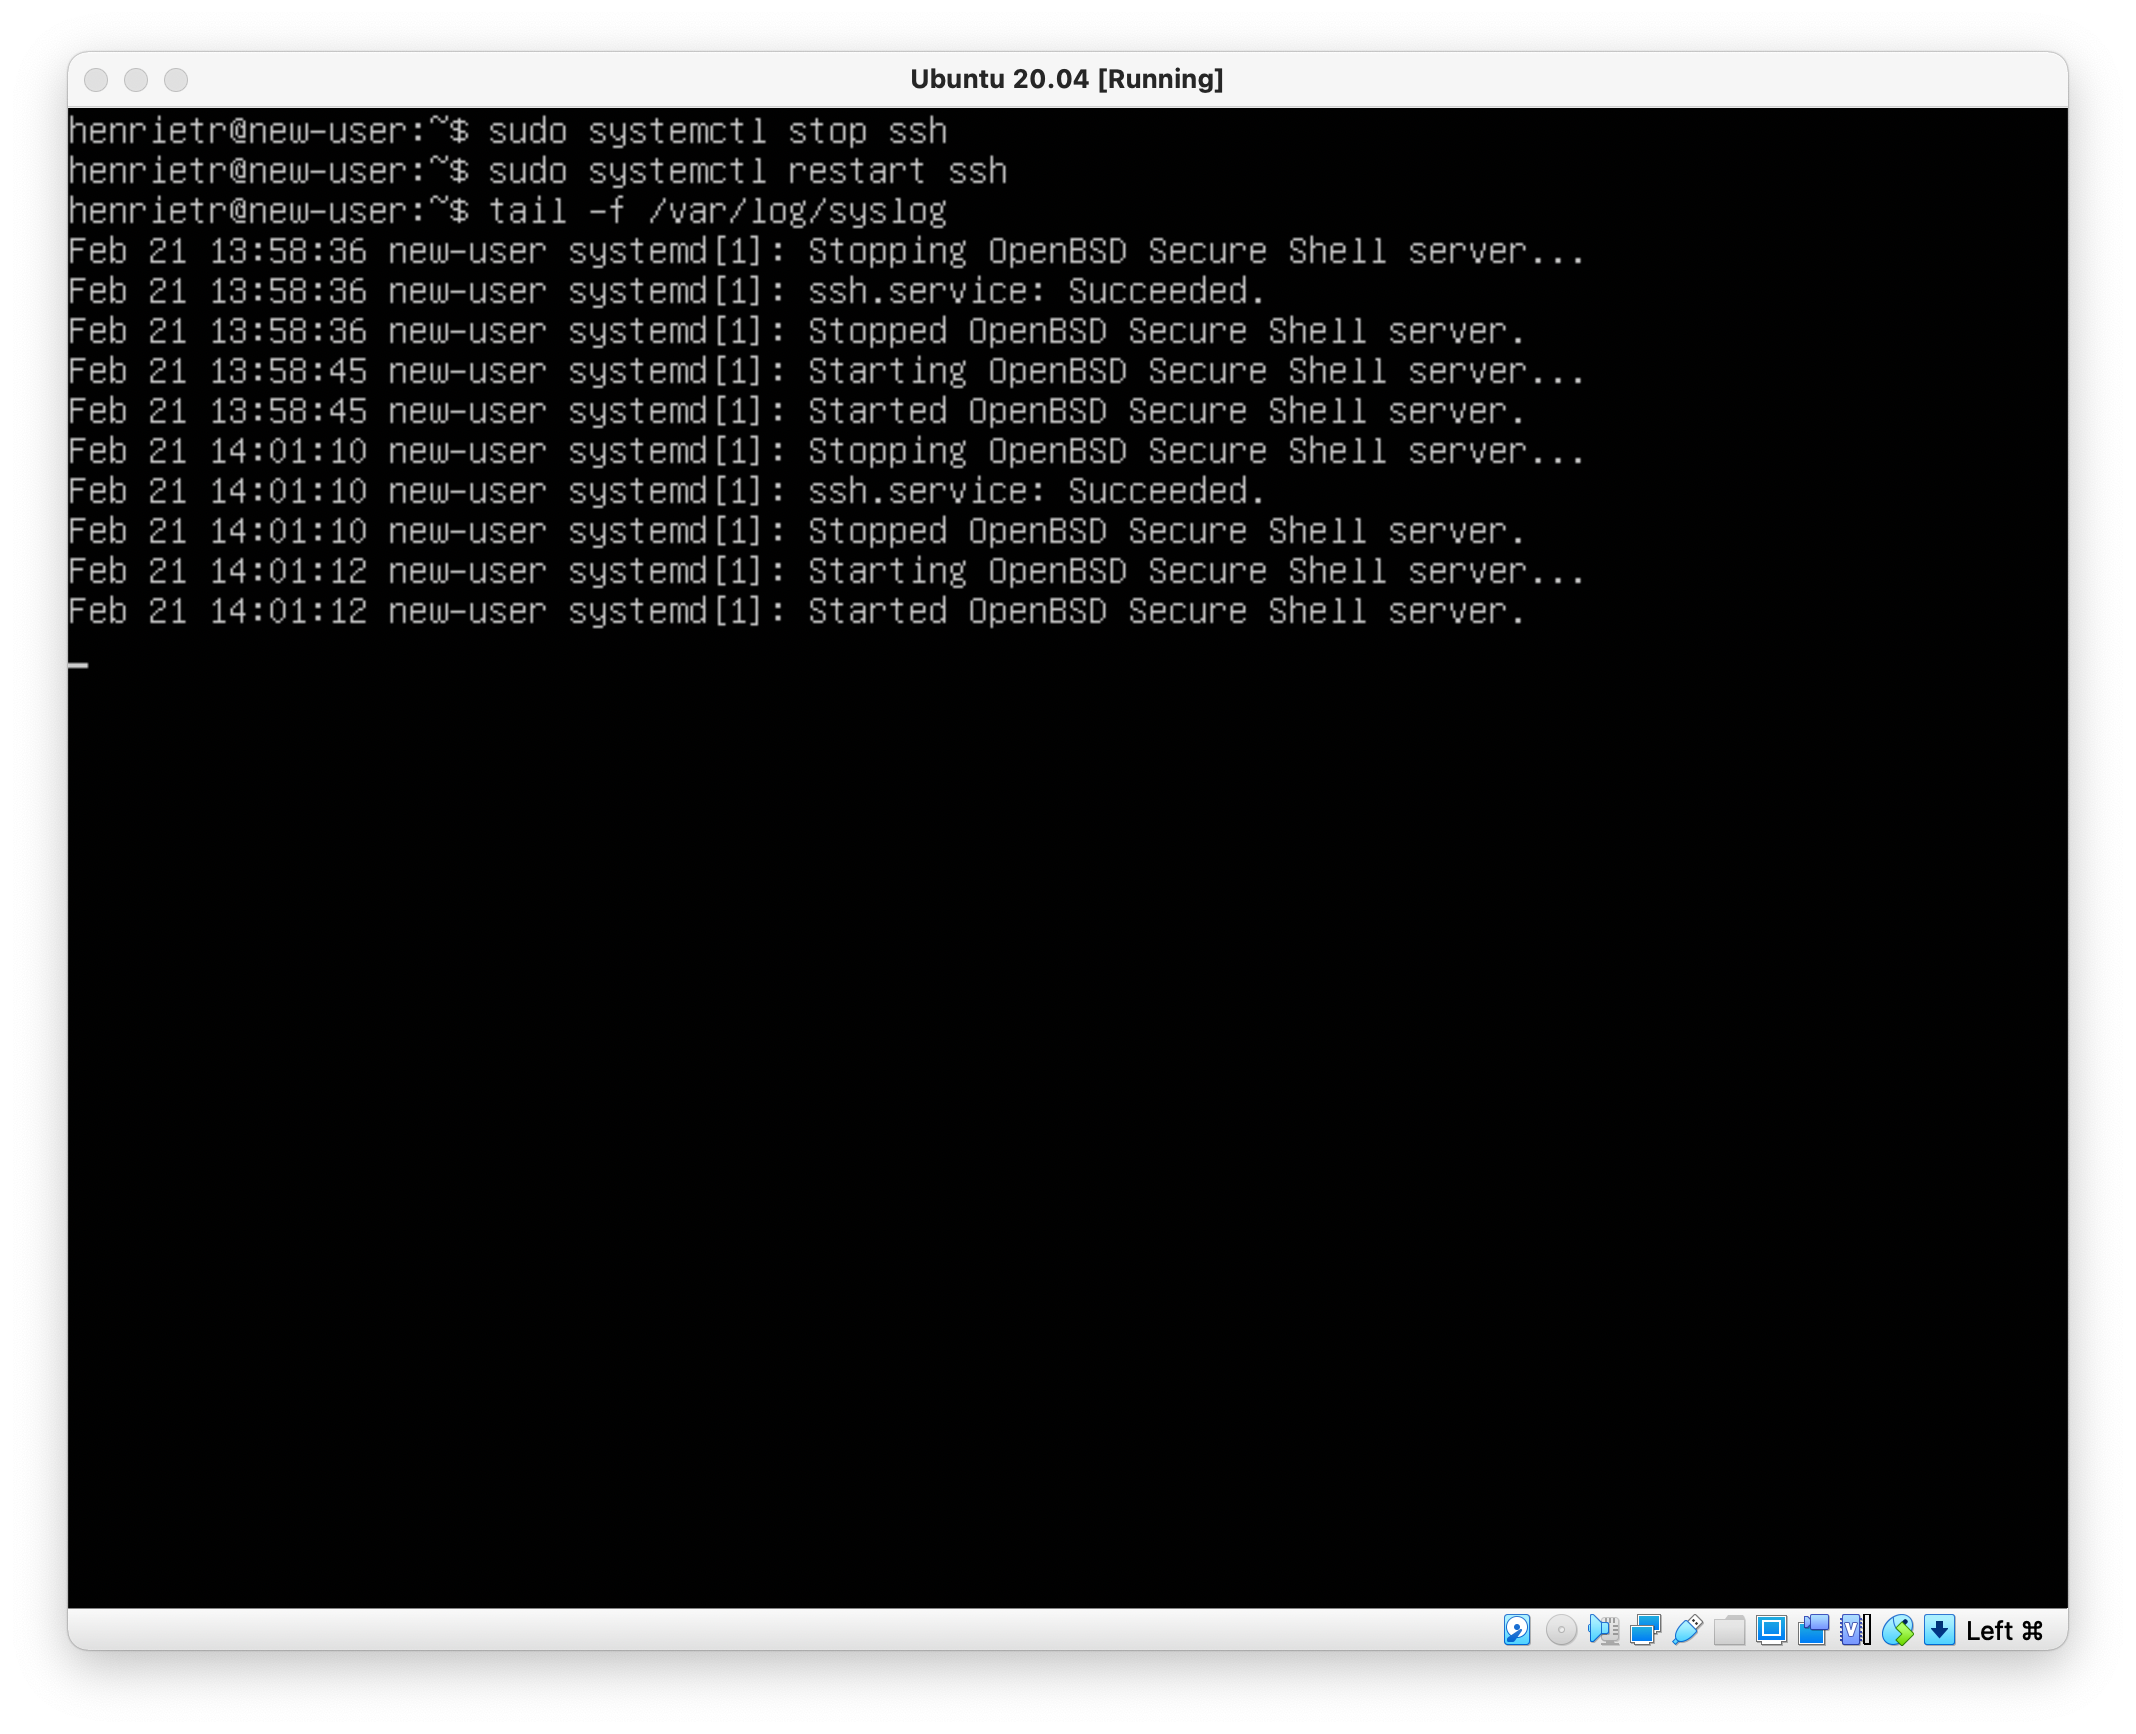 Ubuntu 20.04 [Running]
henrietr@new-user:~$ sudo systemctl stop ssh
henrietr@new-user:~$ sudo systemctl restart ssh
henrietr@new-user:~$ tail -f /var/log/syslog
Feb 21 13:58:36 new-user systemd[1]: Stopping OpenBSD Secure Shell server...
Feb 21 13:58:36 new-user systemd[1]: ssh.service: Succeeded.
Feb 21 13:58:36 new-user systemd[1]: Stopped OpenBSD Secure Shell server.
Feb 21 13:58:45 new-user systemd[1]: Starting OpenBSD Secure Shell server...
Feb 21 13:58:45 new-user systemd[1]: Started OpenBSD Secure Shell server.
Feb 21 14:01:10 new-user systemd[1]: Stopping OpenBSD Secure Shell server...
Feb 21 14:01:10 new-user systemd[1]: ssh.service: Succeeded.
Feb 21 14:01:10 new-user systemd[1]: Stopped OpenBSD Secure Shell server.
Feb 21 14:01:12 new-user systemd[1]: Starting OpenBSD Secure Shell server...
Feb 21 14:01:12 new-user systemd[1]: Started OpenBSD Secure Shell server.
Left ⌘